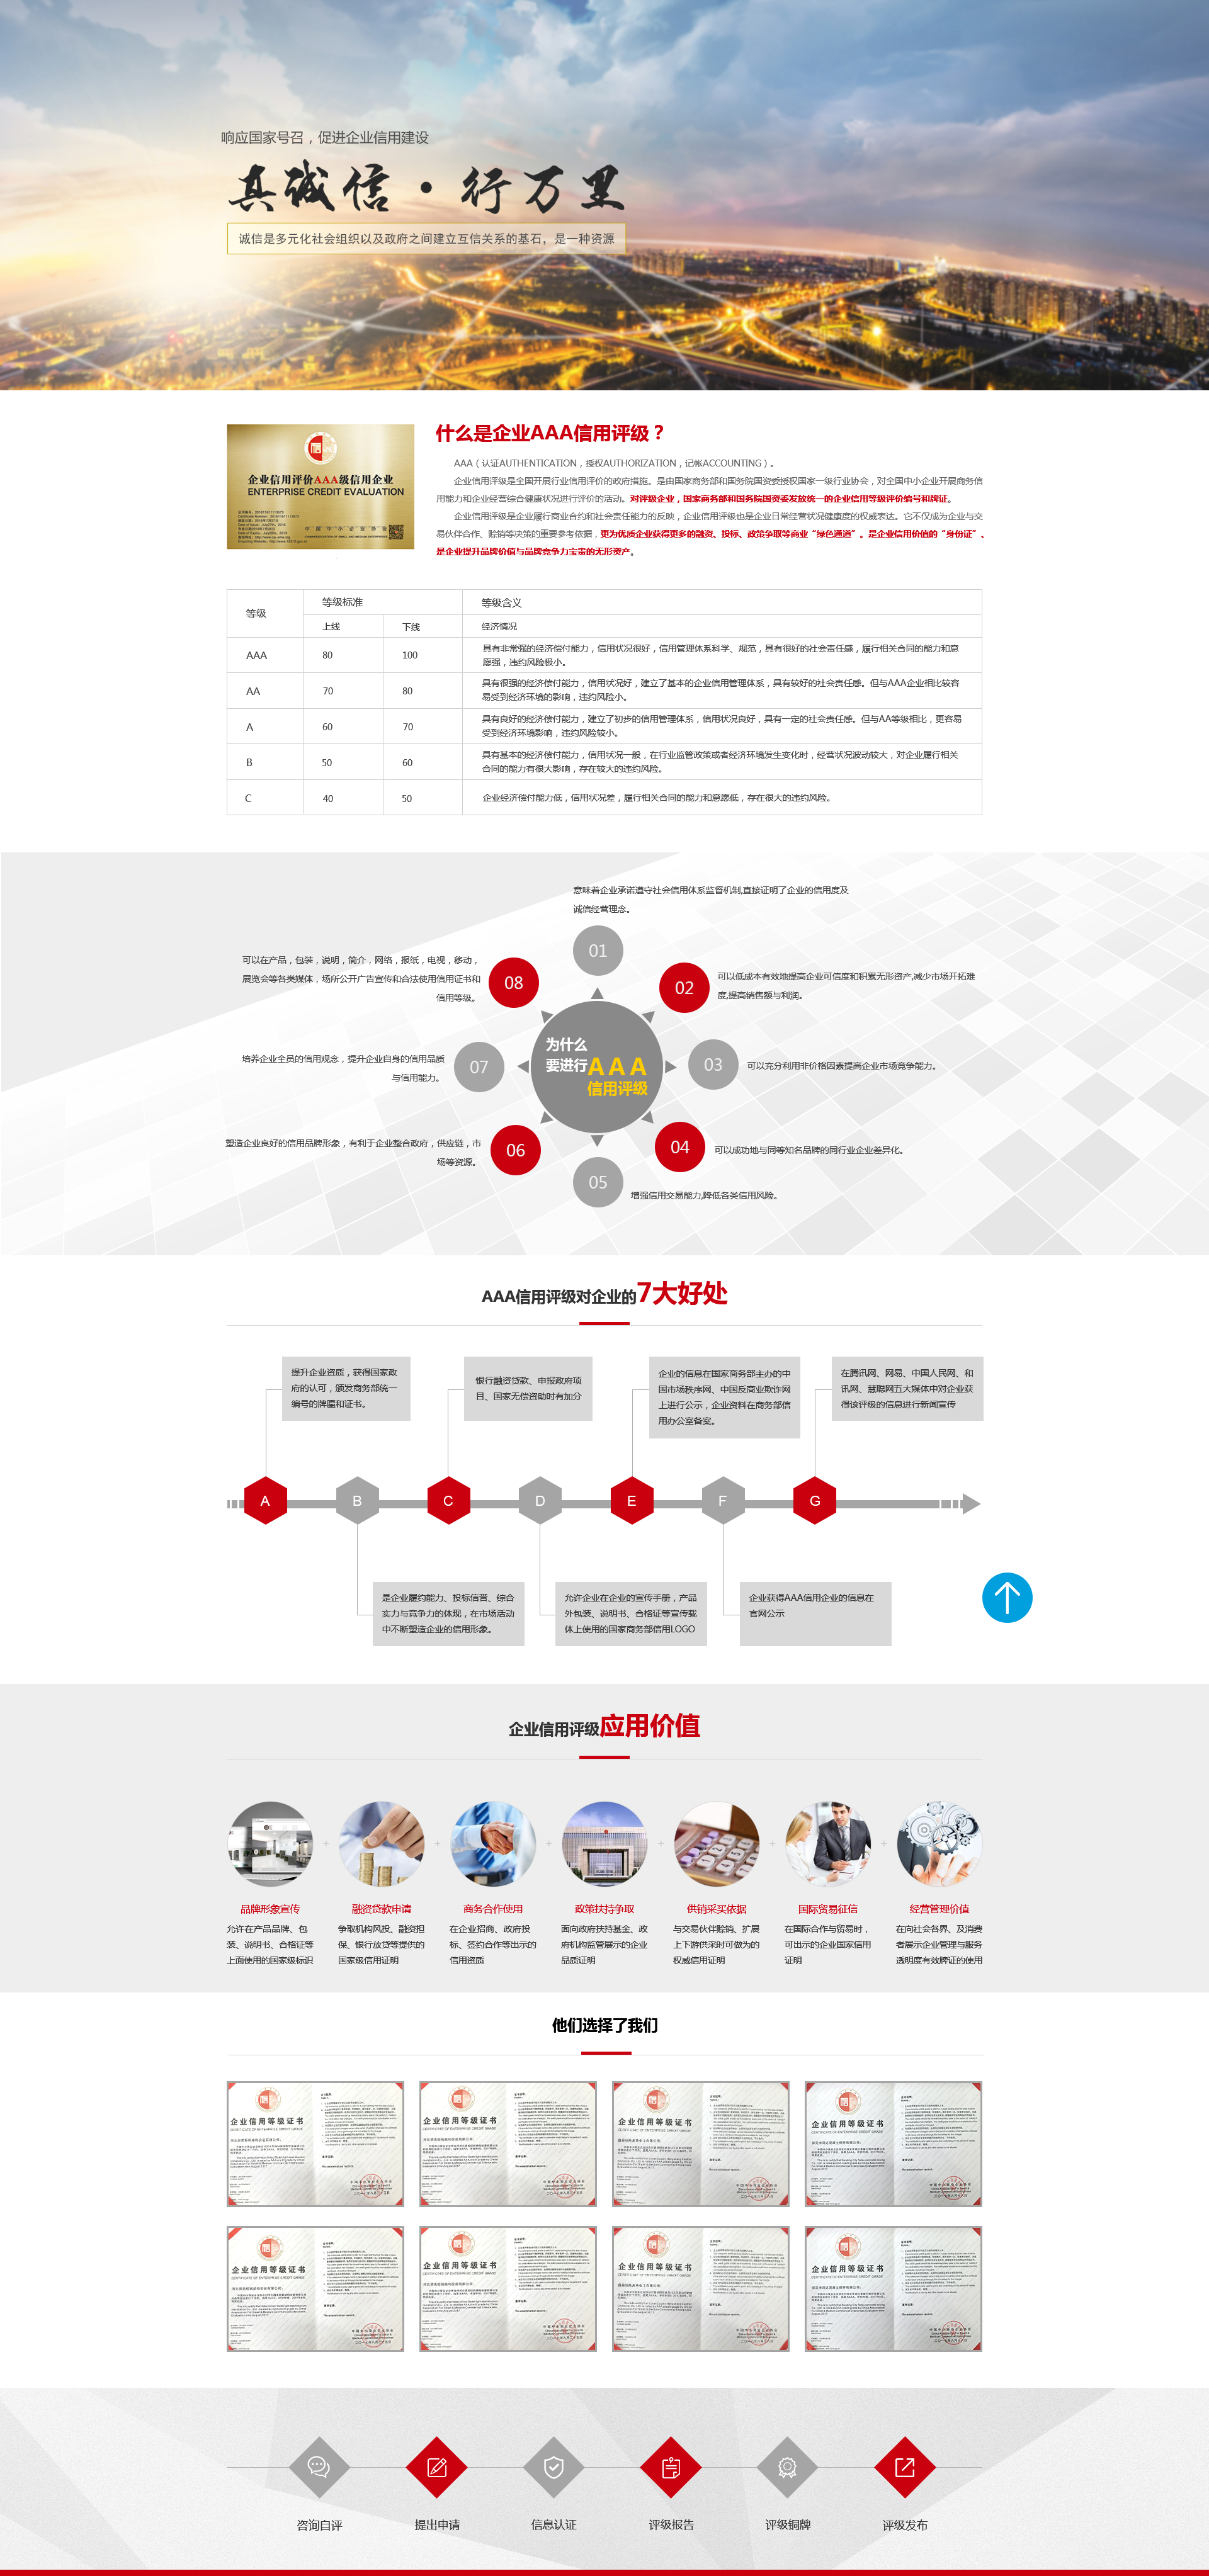 响应国家号召，促进企业信用建设
真诚信·行万里
诚信是多元化社会组织以及政府之间建立互信关系的基石，是一种资源
企业信用评价AAA级信用企业
ENTERPRISE CREDIT EVALUATION
什么是企业AAA信用评级？
AAA（认证AUTHENTICATION，授权AUTHORIZATION，记帐ACCOUNTING）。
企业信用评级是全国开展行业信用评价的政府措施。是由国家商务部和国务院国资委授权国家一级行业协会，对全国中小企业开展商务信
用能力和企业经营综合健康状况进行评价的活动。对评级企业，国家商务部和国务院国资委发放统一的企业信用等级评价编号和牌证。
企业信用评级是企业履行商业合约和社会责任能力的反映，企业信用评级也是企业日常经营状况健康度的权威表达。它不仅成为企业与交
易伙伴合作、赊销等决策的重要参考依据，更为优质企业获得更多的融资、投标、政策争取等商业“绿色通道”。是企业信用价值的“身份证”、
是企业提升品牌价值与品牌竞争力宝贵的无形资产。
等级
等级标准
等级含义
上线
下线
经济情况
AAA
80
100
具有非常强的经济偿付能力，信用状况很好，信用管理体系科学、规范，具有很好的社会责任感，履行相关合同的能力和意
愿强，违约风险极小。
AA
70
80
具有很强的经济偿付能力，信用状况好，建立了基本的企业信用管理体系，具有较好的社会责任感。但与AAA企业相比较容
易受到经济环境的影响，违约风险小。
A
60
70
具有良好的经济偿付能力，建立了初步的信用管理体系，信用状况良好，具有一定的社会责任感。但与AA等级相比，更容易
受到经济环境影响，违约风险较小。
B
50
60
具有基本的经济偿付能力，信用状况一般，在行业监管政策或者经济环境发生变化时，经营状况波动较大，对企业履行相关
合同的能力有很大影响，存在较大的违约风险。
C
40
50
企业经济偿付能力低，信用状况差，履行相关合同的能力和意愿低，存在很大的违约风险。
意味着企业承诺遵守社会信用体系监督机制,直接证明了企业的信用度及
诚信经营理念。
01
02
可以低成本有效地提高企业可信度和积累无形资产,减少市场开拓难
度,提高销售额与利润。
03
可以充分利用非价格因素提高企业市场竞争能力。
04
可以成功地与同等知名品牌的同行业企业差异化。
05
增强信用交易能力,降低各类信用风险。
06
塑造企业良好的信用品牌形象，有利于企业整合政府，供应链，市
场等资源。
07
培养企业全员的信用观念，提升企业自身的信用品质
与信用能力。
08
可以在产品，包装，说明，简介，网络，报纸，电视，移动，
展览会等各类媒体，场所公开广告宣传和合法使用信用证书和
信用等级。
为什么
要进行AAA
信用评级
AAA信用评级对企业的7大好处
提升企业资质，获得国家政
府的认可，颁发商务部统一
编号的牌匾和证书。
银行融资贷款、申报政府项
目、国家无偿资助时有加分
企业的信息在国家商务部主办的中
国市场秩序网、中国反商业欺诈网
上进行公示，企业资料在商务部信
用办公室备案。
在腾讯网、网易、中国人民网、和
讯网、慧聪网五大媒体中对企业获
得该评级的信息进行新闻宣传
A
B
C
D
E
F
G
是企业履约能力、投标信誉、综合
实力与竞争力的体现，在市场活动
中不断塑造企业的信用形象。
允许企业在企业的宣传手册，产品
外包装、说明书、合格证等宣传载
体上使用的国家商务部信用LOGO
企业获得AAA信用企业的信息在
官网公示
企业信用评级应用价值
品牌形象宣传
允许在产品品牌、包
装、说明书、合格证等
上面使用的国家级标识
融资贷款申请
争取机构风投、融资担
保、银行放贷等提供的
国家级信用证明
商务合作使用
在企业招商、政府投
标、签约合作等出示的
信用资质
政策扶持争取
面向政府扶持基金、政
府机构监管展示的企业
品质证明
供销采买依据
与交易伙伴赊销、扩展
上下游供采时可做为的
权威信用证明
国际贸易征信
在国际合作与贸易时，
可出示的企业国家信用
证明
经营管理价值
在向社会各界、及消费
者展示企业管理与服务
透明度有效牌证的使用
他们选择了我们
企业信用等级证书
CERTIFICATE OF ENTERPRISE CREDIT GRADE
企业信用等级证书
CERTIFICATE OF ENTERPRISE CREDIT GRADE
企业信用等级证书
CERTIFICATE OF ENTERPRISE CREDIT GRADE
企业信用等级证书
CERTIFICATE OF ENTERPRISE CREDIT GRADE
企业信用等级证书
CERTIFICATE OF ENTERPRISE CREDIT GRADE
企业信用等级证书
CERTIFICATE OF ENTERPRISE CREDIT GRADE
企业信用等级证书
CERTIFICATE OF ENTERPRISE CREDIT GRADE
企业信用等级证书
CERTIFICATE OF ENTERPRISE CREDIT GRADE
咨询自评
提出申请
信息认证
评级报告
评级铜牌
评级发布